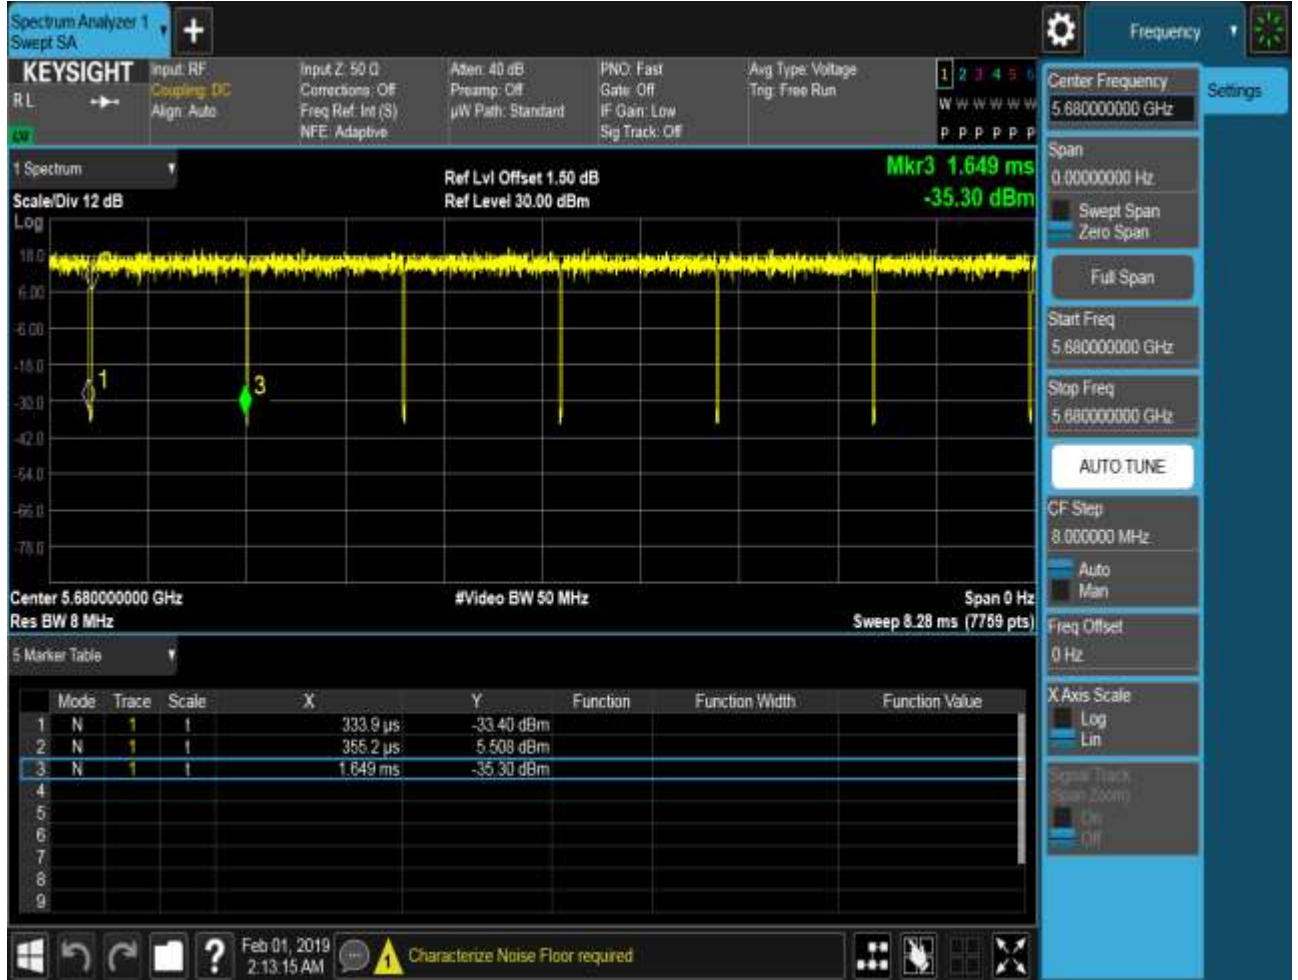 Spectrum Analyzer 1
Swept SA
Frequency
KEYSIGHT
R L
Input: RF
Coupling: DC
Align: Auto
Input Z: 50 Ω
Corrections: Off
Freq Ref: Int (S)
NFE: Adaptive
Atten: 40 dB
Preamp: Off
µW Path: Standard
PNO: Fast
Gate: Off
IF Gain: Low
Sig Track: Off
Avg Type: Voltage
Trig: Free Run
1 2 3 4 5 6
W W W W W W
P P P P P P
1 Spectrum
Scale/Div 12 dB
Log
Ref Lvl Offset 1.50 dB
Ref Level 30.00 dBm
Mkr3 1.649 ms
-35.30 dBm
18.0
6.00
-6.00
-18.0
-30.0
-42.0
-54.0
-66.0
-78.0
1
3
Center 5.680000000 GHz
#Video BW 50 MHz
Span 0 Hz
Res BW 8 MHz
Sweep 8.28 ms (7759 pts)
5 Marker Table
Mode Trace Scale X Y Function Function Width Function Value
1 N 1 t 333.9 µs -33.40 dBm
2 N 1 t 355.2 µs 5.508 dBm
3 N 1 t 1.649 ms -35.30 dBm
4
5
6
7
8
9
Feb 01, 2019
2:13:15 AM
1
Characterize Noise Floor required
?
Settings
Center Frequency
5.680000000 GHz
Span
0.00000000 Hz
Swept Span
Zero Span
Full Span
Start Freq
5.680000000 GHz
Stop Freq
5.680000000 GHz
AUTO TUNE
CF Step
8.000000 MHz
Auto
Man
Freq Offset
0 Hz
X Axis Scale
Log
Lin
Signal Track
(Span Zoom)
On
Off